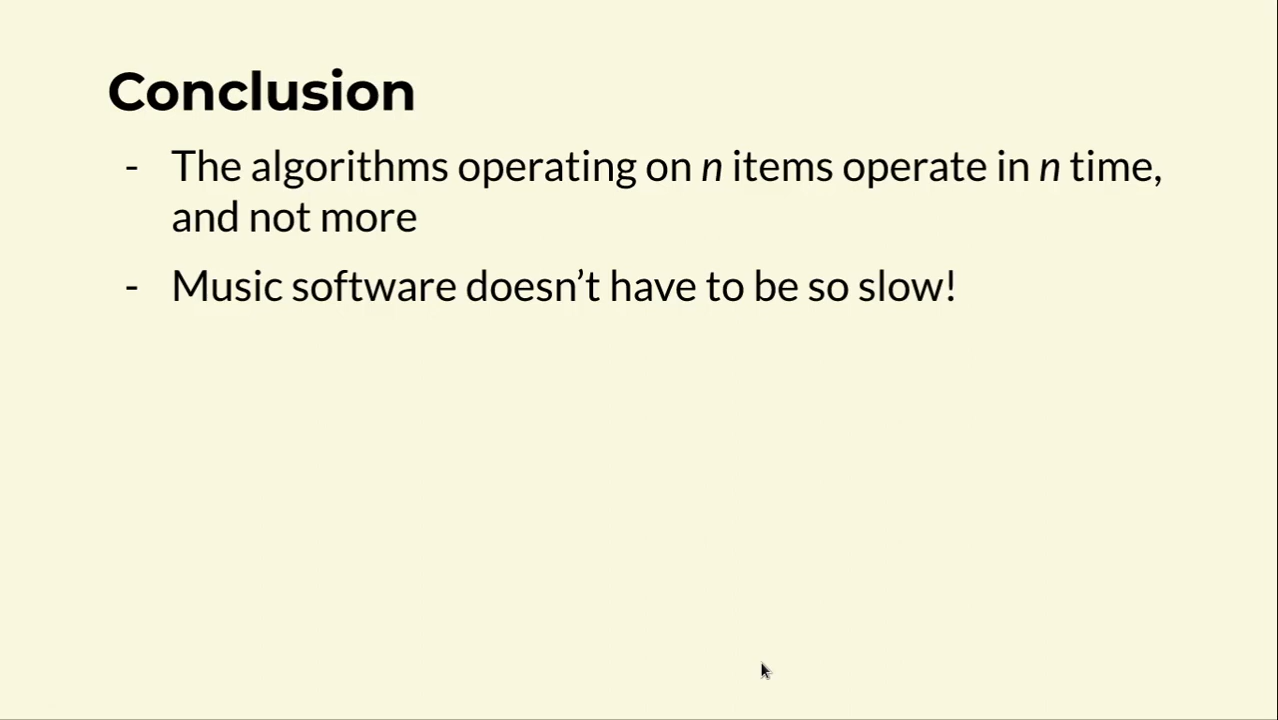 Conclusion
- The algorithms operating on n items operate in n time,
and not more
- Music software doesn’t have to be so slow!